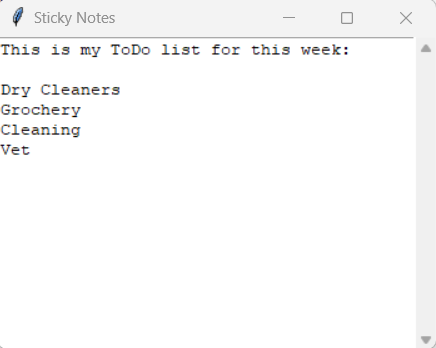 Sticky Notes
This is my ToDo list for this week:
Dry Cleaners
Grochery
Cleaning
Vet